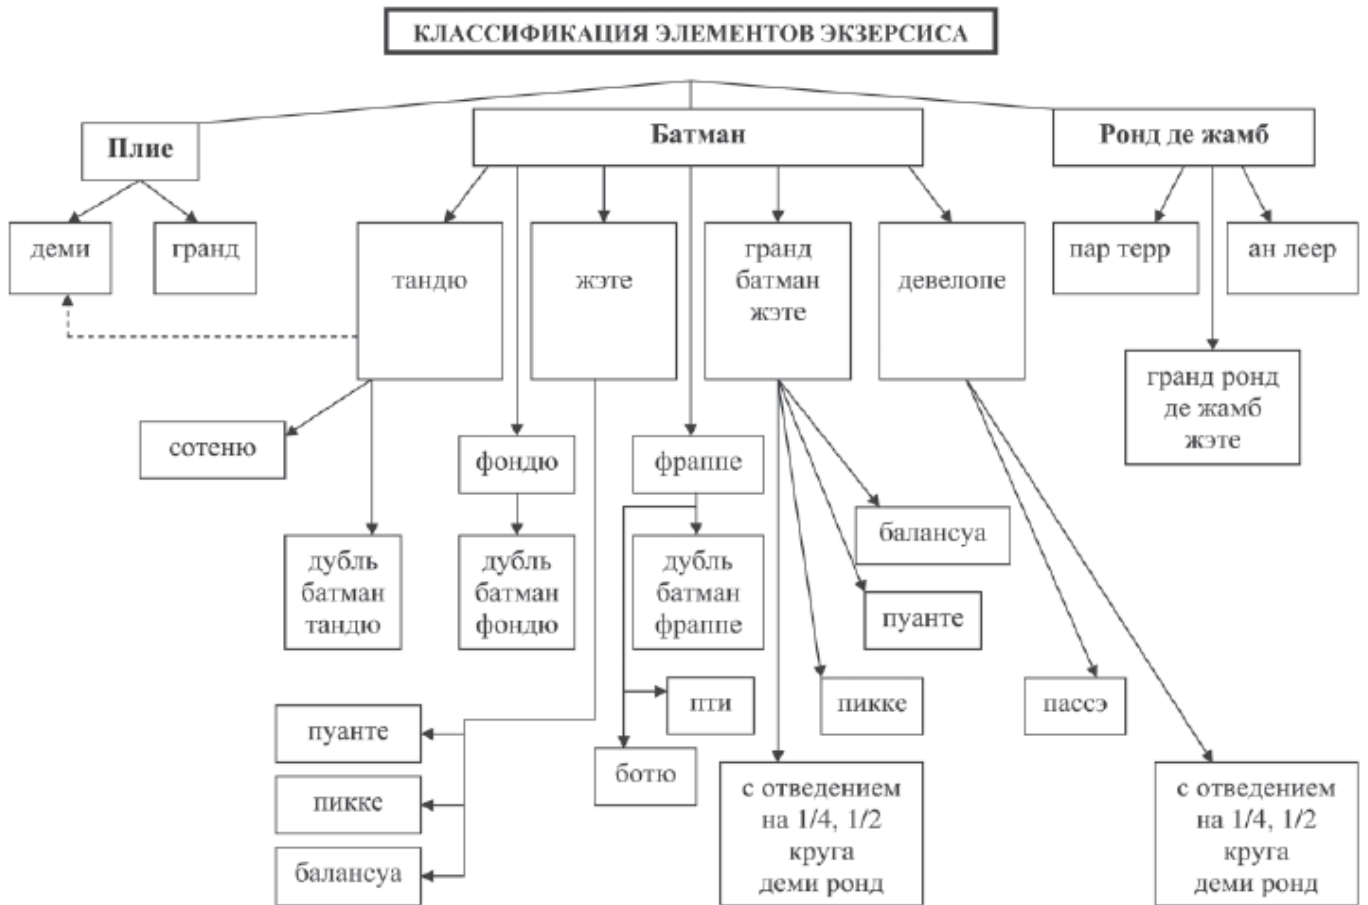 КЛАССИФИКАЦИЯ ЭЛЕМЕНТОВ ЭКЗЕРСИСА
Плие
Батман
Ронд де жамб
деми
гранд
тандю
жэте
гранд
батман
жэте
девелопе
пар терр
ан леер
гранд ронд
де жамб
жэте
сотеню
фондю
фраппе
балансуа
дубль
батман
тандю
дубль
батман
фондю
дубль
батман
фраппе
пуанте
пти
пикке
пассэ
пуанте
ботю
пикке
балансуа
с отведением
на 1/4, 1/2
круга
деми ронд
с отведением
на 1/4, 1/2
круга
деми ронд